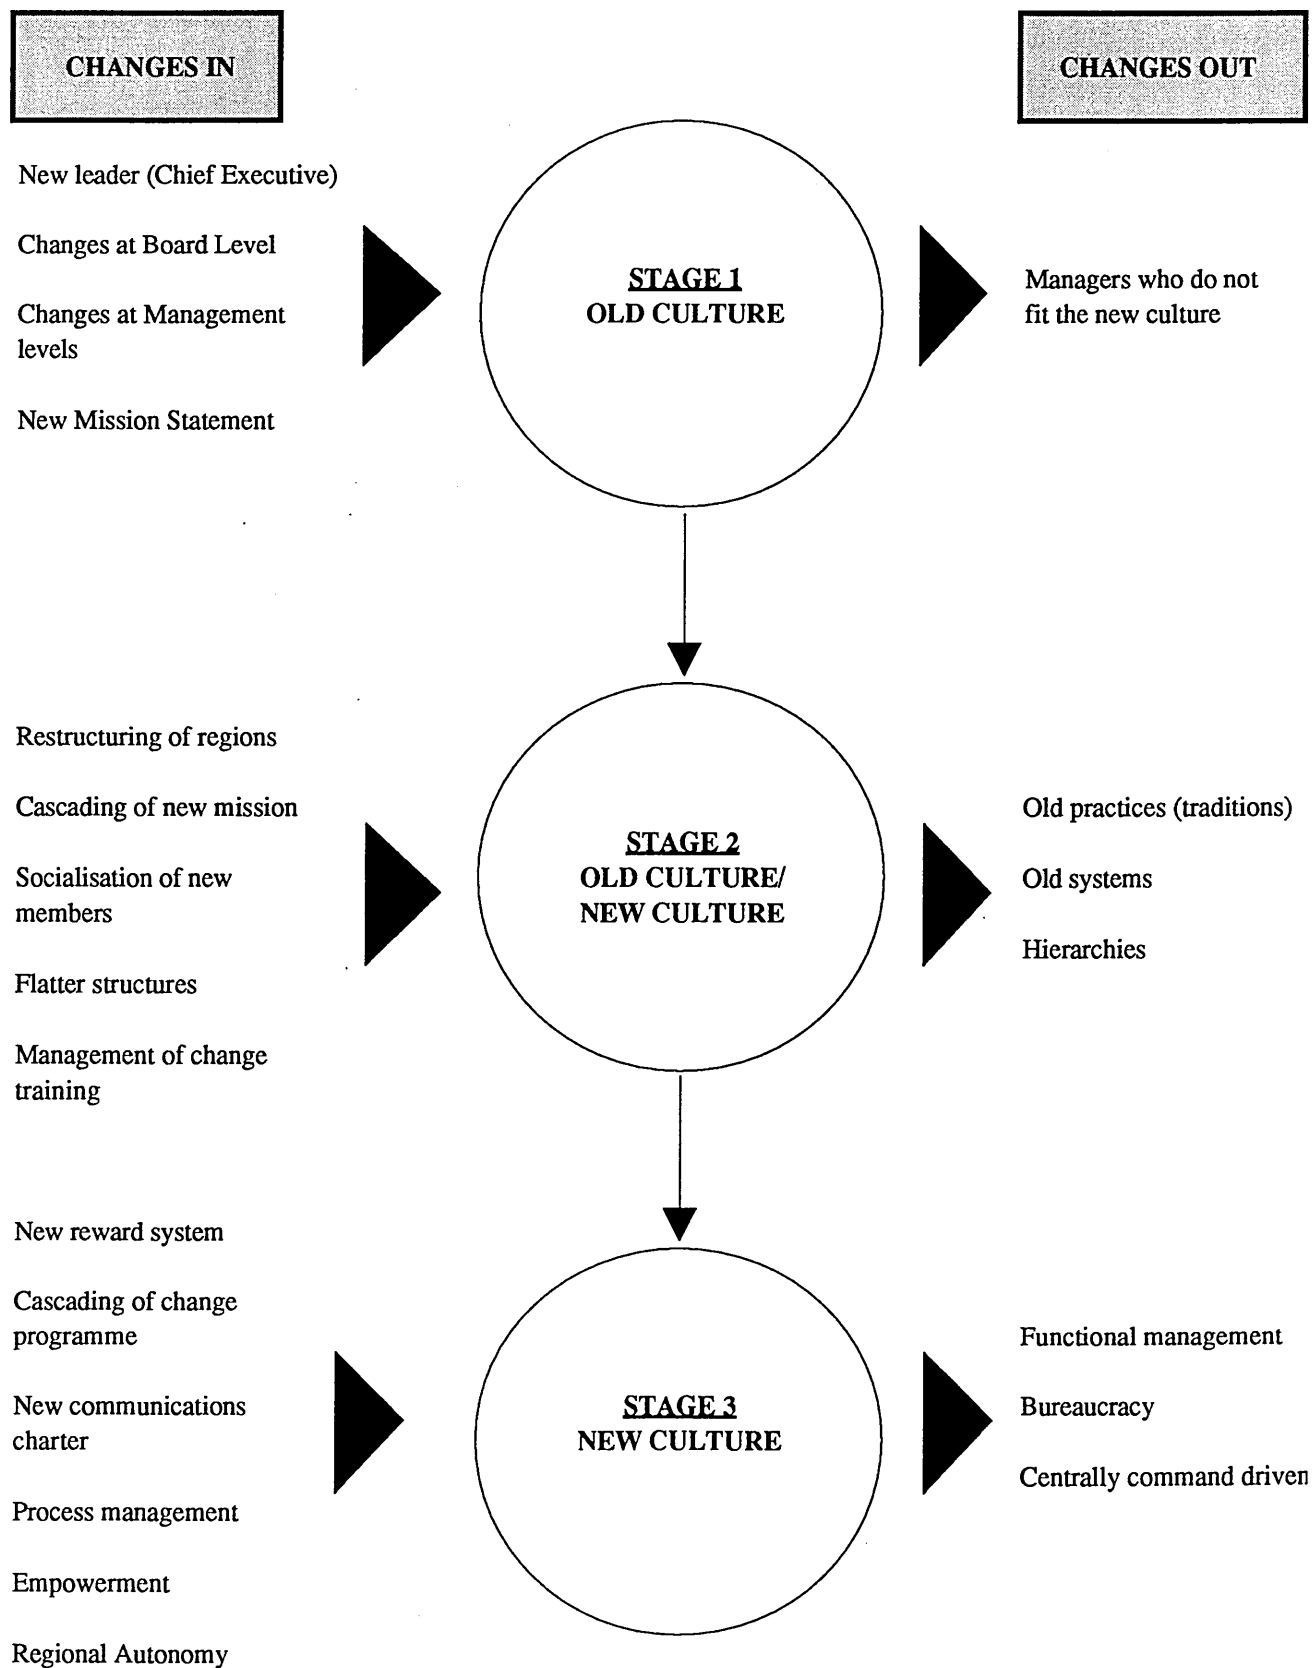 CHANGES IN
CHANGES OUT
New leader (Chief Executive)
Changes at Board Level
Changes at Management
levels
New Mission Statement
STAGE 1
OLD CULTURE
Managers who do not
fit the new culture
Restructuring of regions
Cascading of new mission
Socialisation of new
members
Flatter structures
Management of change
training
STAGE 2
OLD CULTURE/
NEW CULTURE
Old practices (traditions)
Old systems
Hierarchies
New reward system
Cascading of change
programme
New communications
charter
Process management
Empowerment
Regional Autonomy
STAGE 3
NEW CULTURE
Functional management
Bureaucracy
Centrally command driven